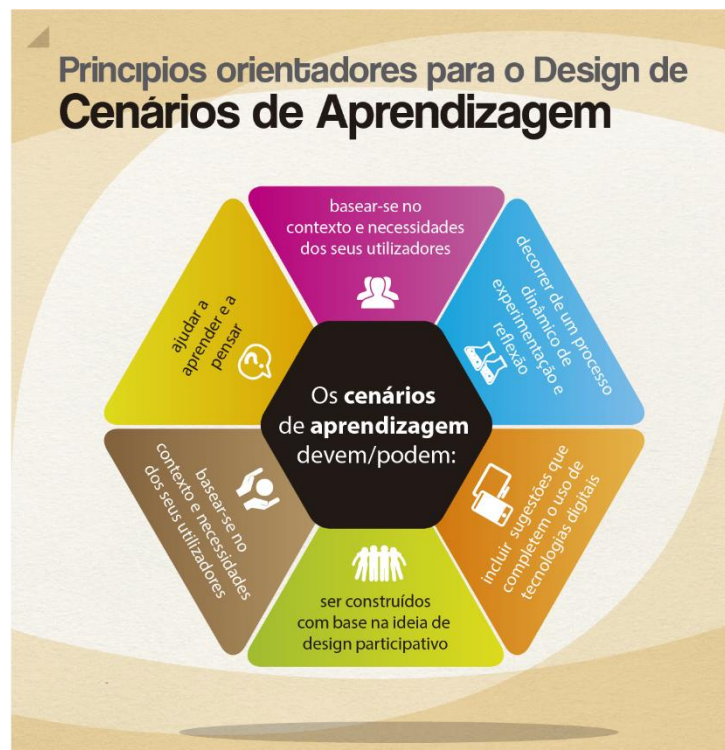 Princıpios orientadores para o Design de
Cenários de Aprendizagem
basear-se no
contexto e necessidades
dos seus utilizadores
decorrer de um processo
dinâmico de
experimentação e
reflexão
incluir sugestões que
completem o uso de
tecnologias digitais
ser construídos
com base na ideia de
design participativo
basear-se no
contexto e necessidades
dos seus utilizadores
ajudar a
aprender e a
pensar
Os cenários
de aprendizagem
devem/podem: